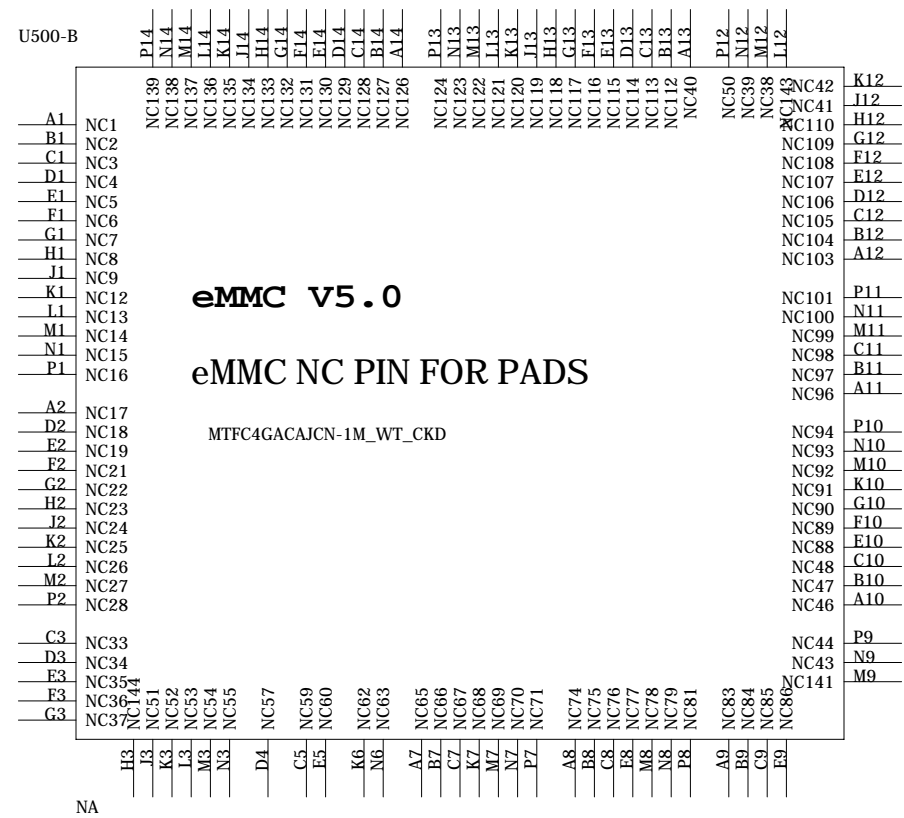 U500-B
P14 N14 M14 L14 K14 J14 H14 G14 F14 E14 D14 C14 B14 A14 P13 N13 M13 L13 K13 J13 H13 G13 F13 E13 D13 C13 B13 A13 P12 N12 M12 L12
NC139 NC138 NC137 NC136 NC135 NC134 NC133 NC132 NC131 NC130 NC129 NC128 NC127 NC126 NC124 NC123 NC122 NC121 NC120 NC119 NC118 NC117 NC116 NC115 NC114 NC113 NC112 NC40 NC50 NC39 NC38 NC143
A1 NC1
B1 NC2
C1 NC3
D1 NC4
E1 NC5
F1 NC6
G1 NC7
H1 NC8
J1 NC9
K1 NC12
L1 NC13
M1 NC14
N1 NC15
P1 NC16
A2 NC17
D2 NC18
E2 NC19
F2 NC21
G2 NC22
H2 NC23
J2 NC24
K2 NC25
L2 NC26
M2 NC27
P2 NC28
C3 NC33
D3 NC34
E3 NC35
F3 NC36
G3 NC37
eMMC V5.0
eMMC NC PIN FOR PADS
MTFC4GACAJCN-1M_WT_CKD
NC42 K12
NC41 J12
NC110 H12
NC109 G12
NC108 F12
NC107 E12
NC106 D12
NC105 C12
NC104 B12
NC103 A12
NC101 P11
NC100 N11
NC99 M11
NC98 C11
NC97 B11
NC96 A11
NC94 P10
NC93 N10
NC92 M10
NC91 K10
NC90 G10
NC89 F10
NC88 E10
NC48 C10
NC47 B10
NC46 A10
NC44 P9
NC43 N9
NC141 M9
NC144 NC51 NC52 NC53 NC54 NC55 NC57 NC59 NC60 NC62 NC63 NC65 NC66 NC67 NC68 NC69 NC70 NC71 NC74 NC75 NC76 NC77 NC78 NC79 NC81 NC83 NC84 NC85 NC86
H3 J3 K3 L3 M3 N3 D4 C5 E5 K6 N6 A7 B7 C7 K7 M7 N7 P7 A8 B8 C8 E8 M8 N8 P8 A9 B9 C9 E9
NA